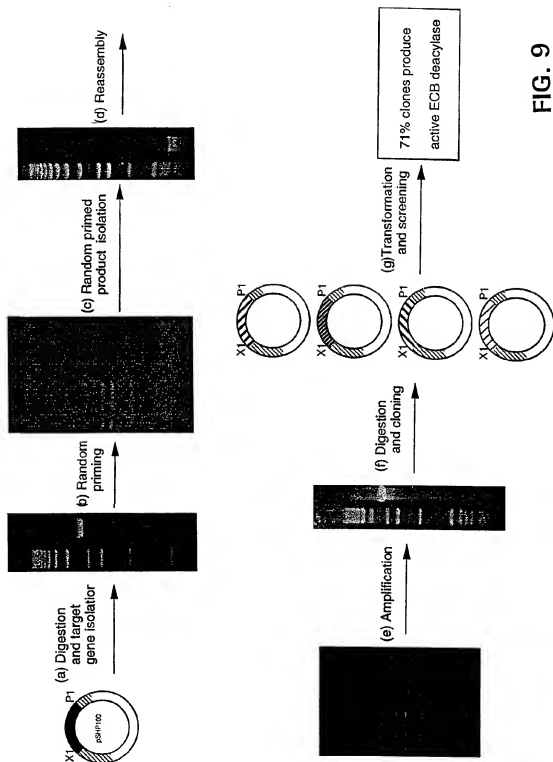 X1 P1
pSHP100
(a) Digestion
and target
gene isolation
(b) Random
priming
(c) Random primed
product isolation
(d) Reassembly
(e) Amplification
(f) Digestion
and cloning
X1 P1
X1 P1
X1 P1
X1 P1
(g)Transformation
and screening
71% clones produce
active ECB deacylase
FIG. 9